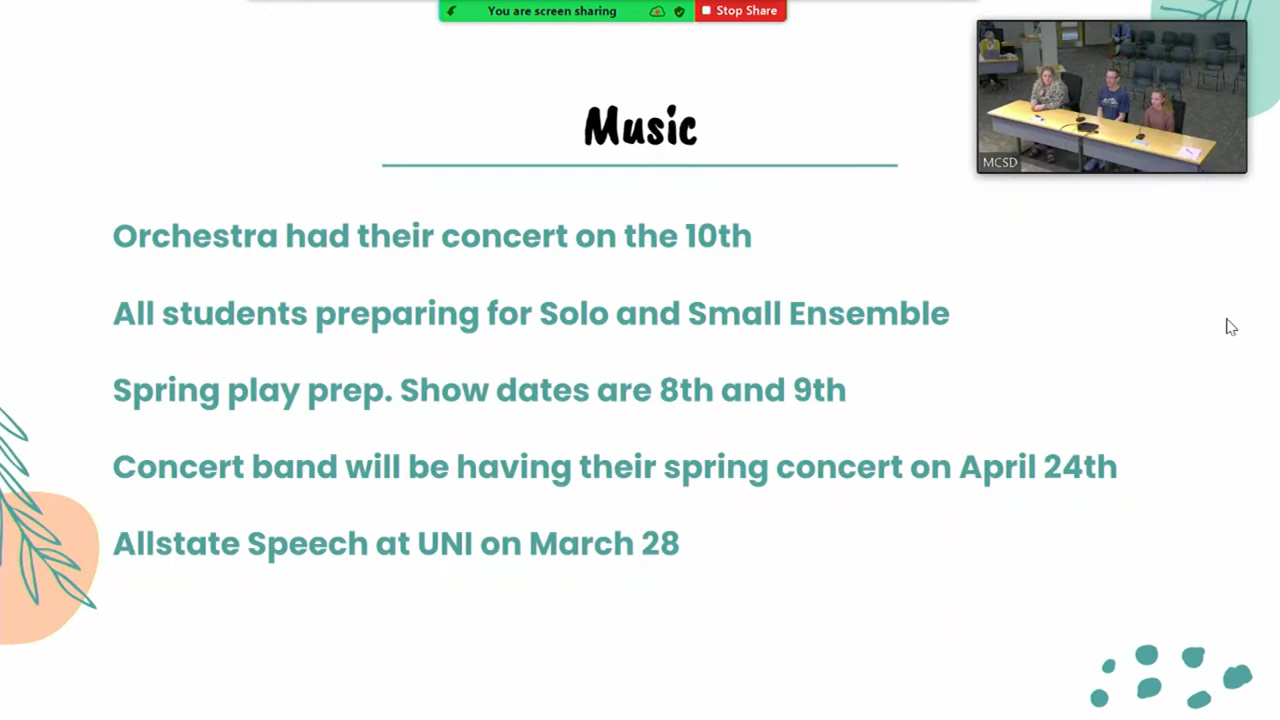 You are screen sharing
Stop Share
MCSD
Music
Orchestra had their concert on the 10th
All students preparing for Solo and Small Ensemble
Spring play prep. Show dates are 8th and 9th
Concert band will be having their spring concert on April 24th
Allstate Speech at UNI on March 28